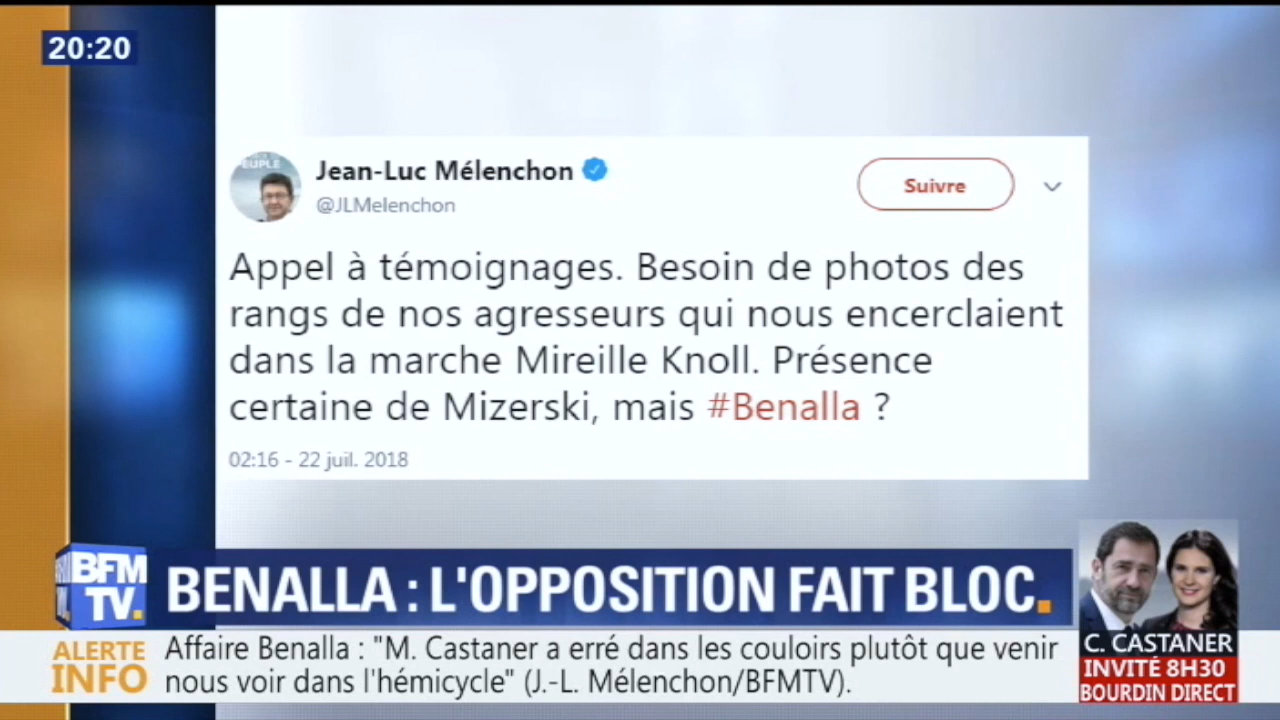 20:20
EUPLE
Jean-Luc Mélenchon
@JLMelenchon
Suivre
Appel à témoignages. Besoin de photos des
rangs de nos agresseurs qui nous encerclaient
dans la marche Mireille Knoll. Présence
certaine de Mizerski, mais #Benalla ?
02:16 - 22 juil. 2018
BFM
TV.
BENALLA : L'OPPOSITION FAIT BLOC.
ALERTE
INFO
Affaire Benalla : "M. Castaner a erré dans les couloirs plutôt que venir
nous voir dans l'hémicycle" (J.-L. Mélenchon/BFMTV).
C. CASTANER
INVITÉ 8H30
BOURDIN DIRECT